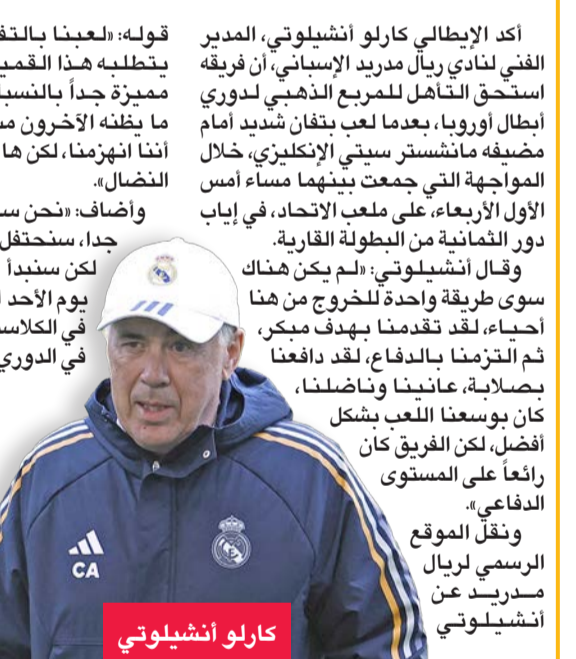 أكد الإيطالي كارلو أنشيلوتي، المدير
الفني لنادي ريال مدريد الإسباني، أن فريقه
استحق التأهل للمربع الذهبي لدوري
أبطال أوروبا، بعدما لعب بتفان شديد أمام
مضيفه مانشستر سيتي الإنكليزي، خلال
المواجهة التي جمعت بينهما مساء أمس
الأول الأربعاء، على ملعب الاتحاد، في إياب
دور الثمانية من البطولة القارية.
وقال أنشيلوتي: «لم يكن هناك
سوى طريقة واحدة للخروج من هنا
أحياء، لقد تقدمنا بهدف مبكر،
ثم التزمنا بالدفاع، لقد دافعنا
بصلابة، عانينا وناضلنا،
كان بوسعنا اللعب بشكل
أفضل، لكن الفريق كان
رائعاً على المستوى
الدفاعي».
ونقل الموقع
الرسمي لريال
مدريد عن
أنشيلوتي
قوله: «لعبنا
يتطلبه هذا
مميزة جداً
ما يظنه الآخرون
أننا انهزمنا، لكن
النضال».
وأضاف: «نحن
جدا، سنحتفل
لكن سنبدأ
يوم الأحد
في
في الدوري
CA
كارلو أنشيلوتي